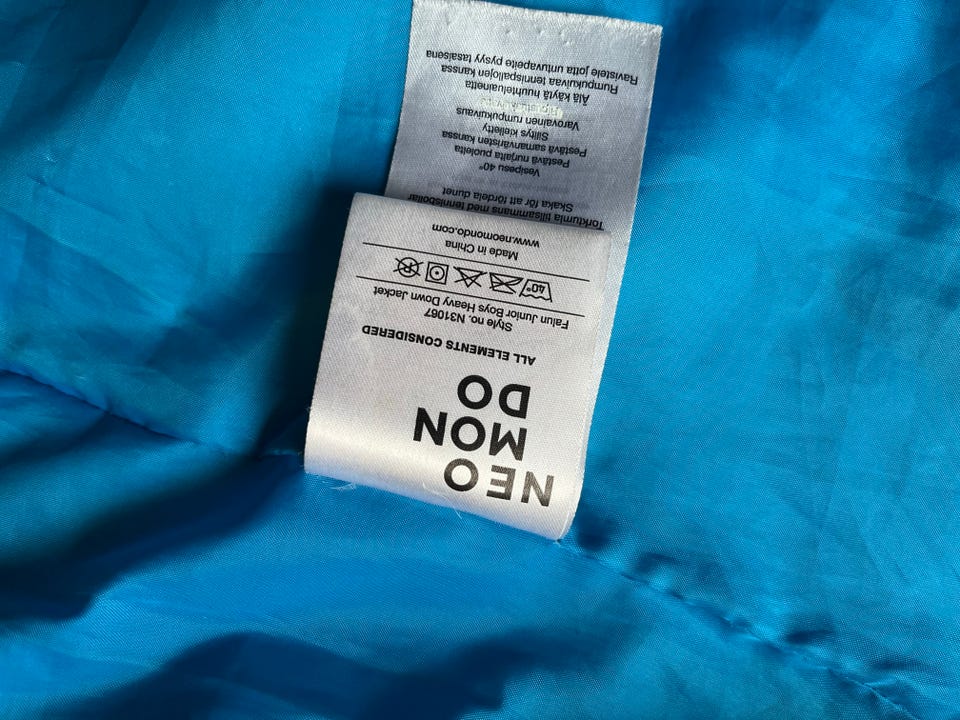 NEO
MON
DO
ALL ELEMENTS CONSIDERED
Style no. N31067
Falun Junior Boys Heavy Down Jacket
40°
Made in China
www.neomondo.com
Torktumla tillsammans med tennisbollar
Skaka för att fördela dunet
Vesipesu 40°
Pestävä nurjalta puolelta
Pestävä samanväristen kanssa
Silitys kielletty
Varovainen rumpukuivaus
Älä käytä huuhteluainetta
Rumpukuivaa tennispallojen kanssa
Ravistele jotta untuvapeite pysyy tasaisena